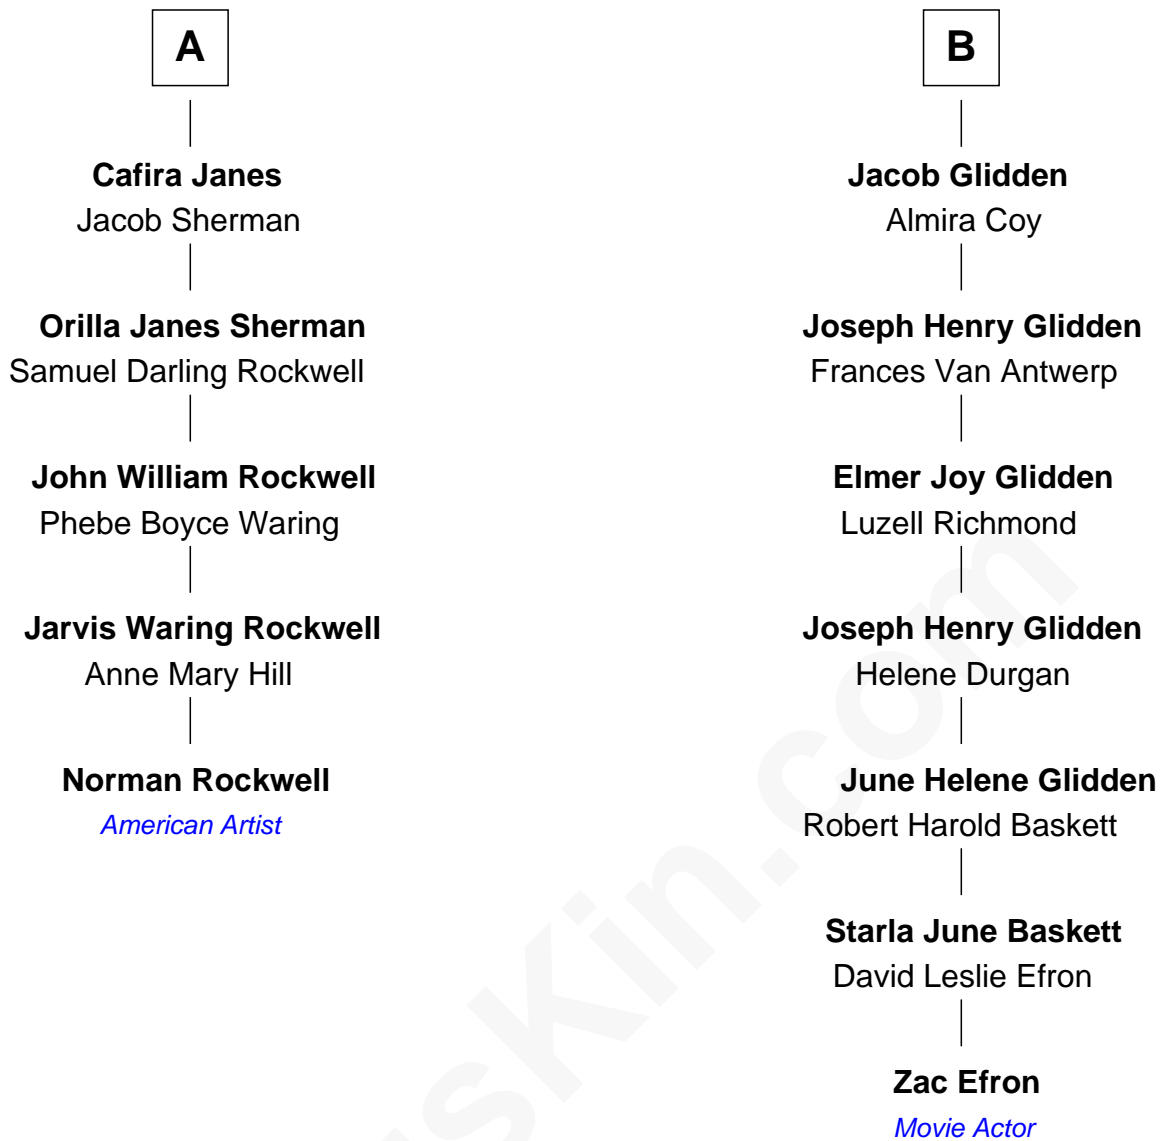 A
Cafira Janes
Jacob Sherman
Orilla Janes Sherman
Samuel Darling Rockwell
John William Rockwell
Phebe Boyce Waring
Jarvis Waring Rockwell
Anne Mary Hill
Norman Rockwell
American Artist
B
Jacob Glidden
Almira Coy
Joseph Henry Glidden
Frances Van Antwerp
Elmer Joy Glidden
Luzell Richmond
Joseph Henry Glidden
Helene Durgan
June Helene Glidden
Robert Harold Baskett
Starla June Baskett
David Leslie Efron
Zac Efron
Movie Actor
sKin.com